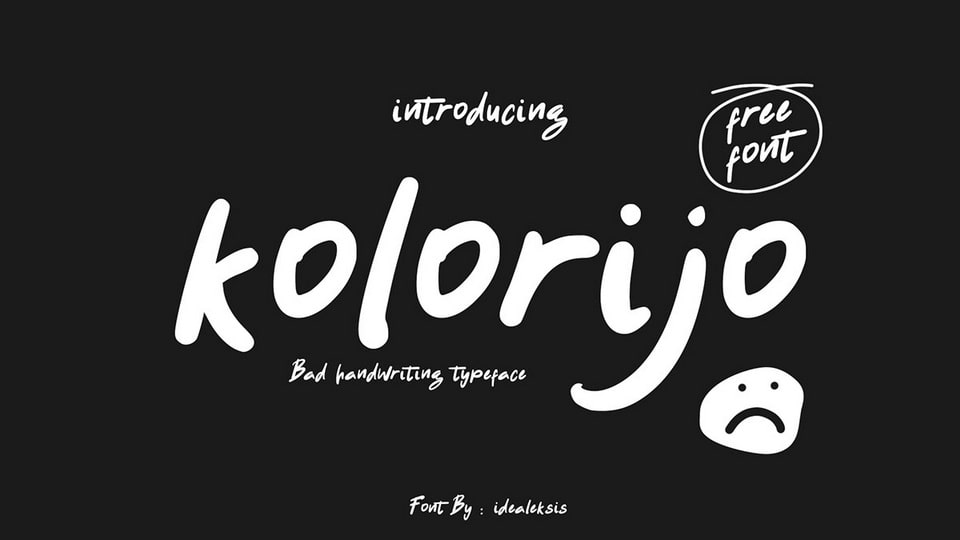 introducing
free
font
kolorijo
Bad handwriting typeface
Font By : idealeksis